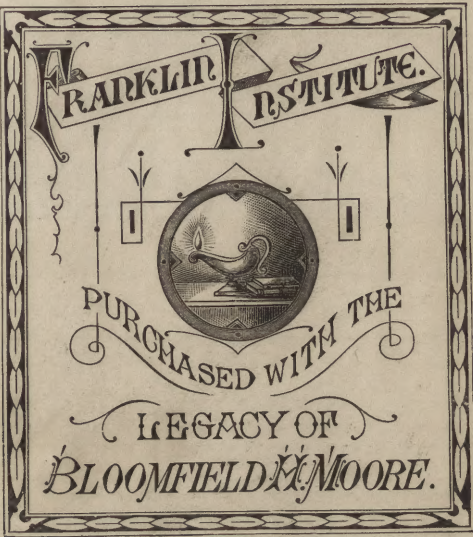 FRANKLIN INSTITUTE.
PURCHASED WITH THE
LEGACY OF
BLOOMFIELD H. MOORE.